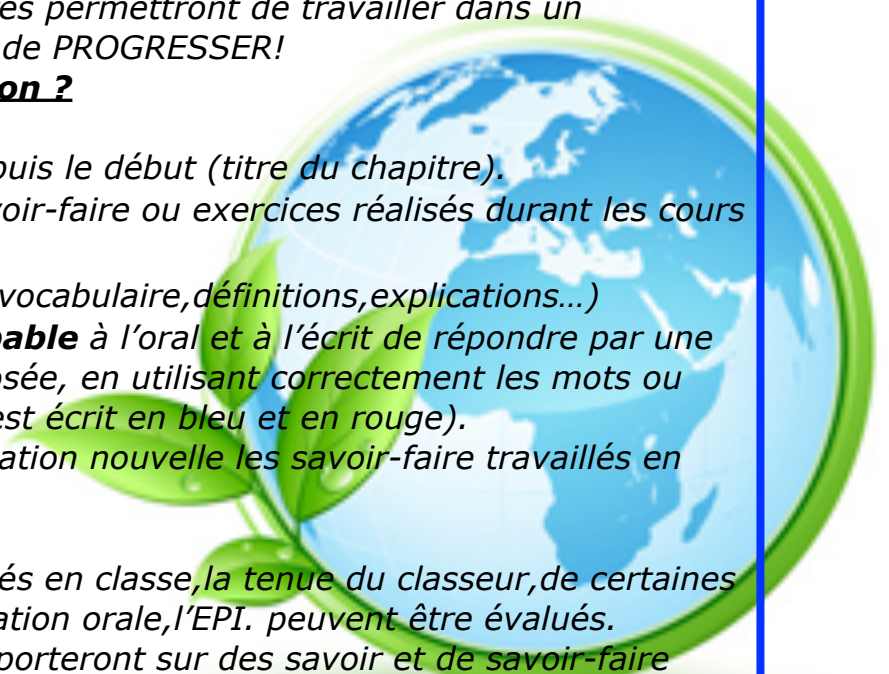 es permettront de travailler dans un
de PROGRESSER!
on ?
puis le début (titre du chapitre).
voir-faire ou exercices réalisés durant les cours
vocabulaire,définitions,explications…)
able à l’oral et à l’écrit de répondre par une
osée, en utilisant correctement les mots ou
est écrit en bleu et en rouge).
ation nouvelle les savoir-faire travaillés en
és en classe,la tenue du classeur,de certaines
ation orale,l’EPI. peuvent être évalués.
porteront sur des savoir et de savoir-faire